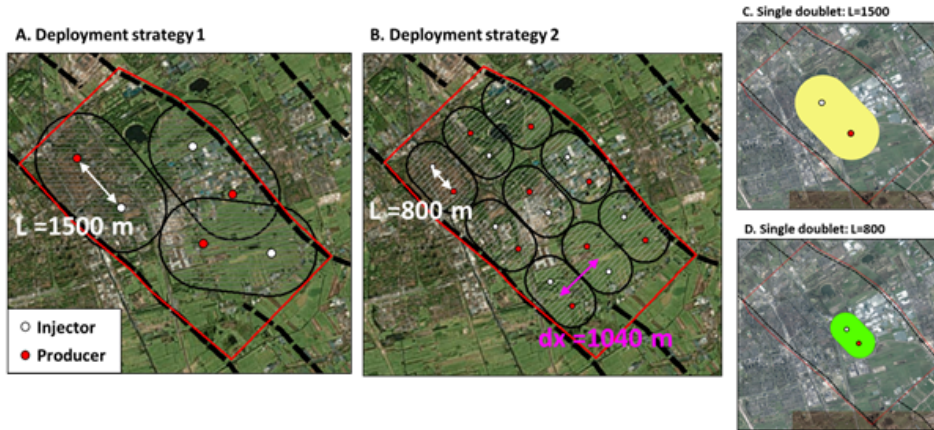 A. Deployment strategy 1
B. Deployment strategy 2
C. Single doublet: L=1500
L =1500 m
L =800 m
D. Single doublet: L=800
Injector
Producer
dx =1040 m